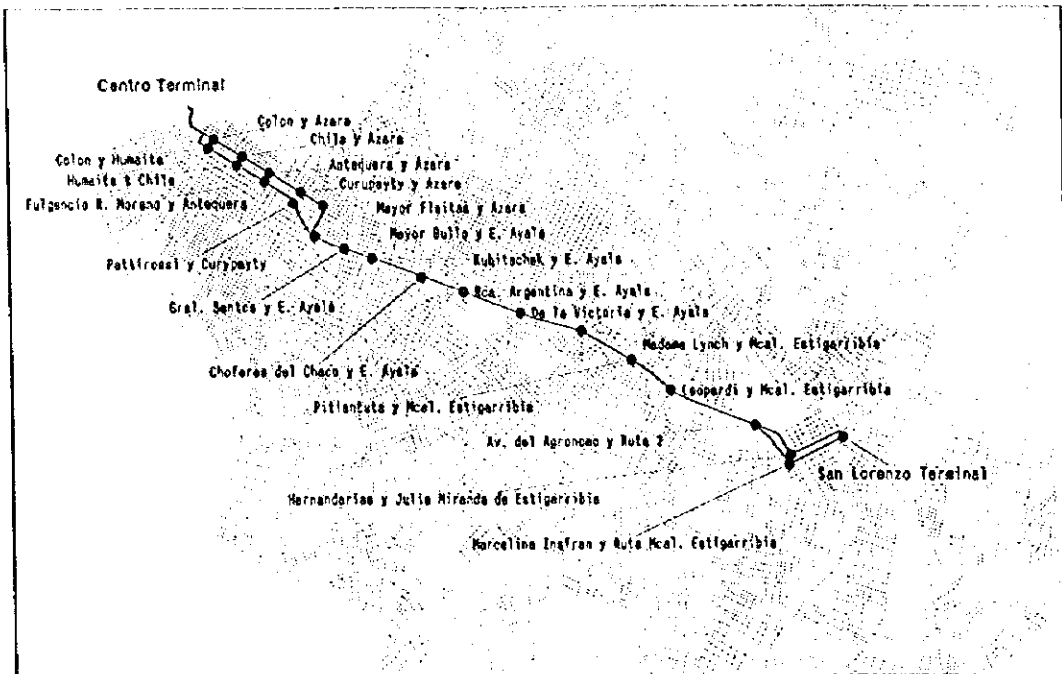 Centro Terminal
Colon y Azara
Chile y Azara
Colon y Humaita
Antequera y Azara
Humaita t Chile
Curupayty y Azara
Fulgencio R. Moreno y Antequera
Mayor Fleitas y Azara
Mayor Bullo y E. Ayala
Pettirossi y Curypayty
Kubitschek y E. Ayala
Rca. Argentina y E. Ayala
Gral. Santos y E. Ayala
De la Victoria y E. Ayala
Madame Lynch y Mcal. Estigarribia
Choferes del Chaco y E. Ayala
Leopardi y Mcal. Estigarribia
Pitiantuta y Mcal. Estigarribia
Av. del Agronomo y Ruta 2
San Lorenzo Terminal
Hernandarias y Julia Miranda de Estigarribia
Marcelina Insfran y Ruta Mcal. Estigarribia